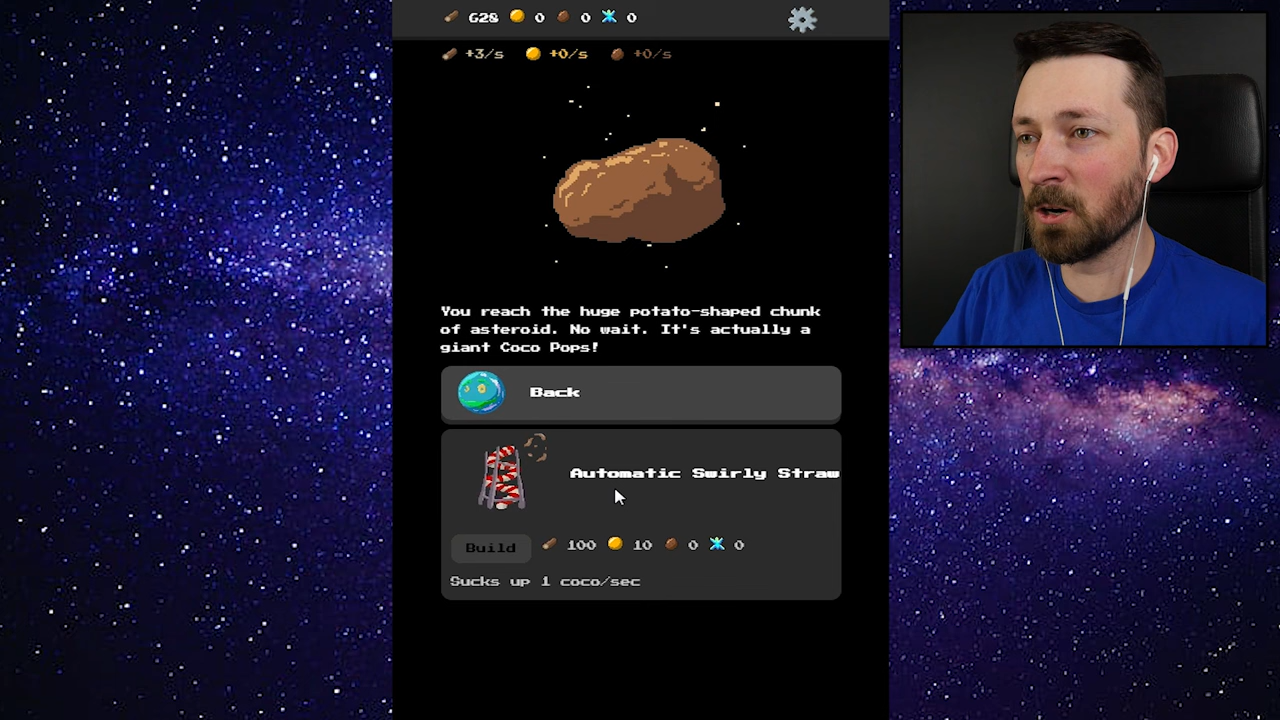 628 0 0 0
+3/s +0/s +0/s
You reach the huge potato-shaped chunk
of asteroid. No wait. It's actually a
giant Coco Pops!
Back
Automatic Swirly Straw
Build 100 10 0 0
Sucks up 1 coco/sec